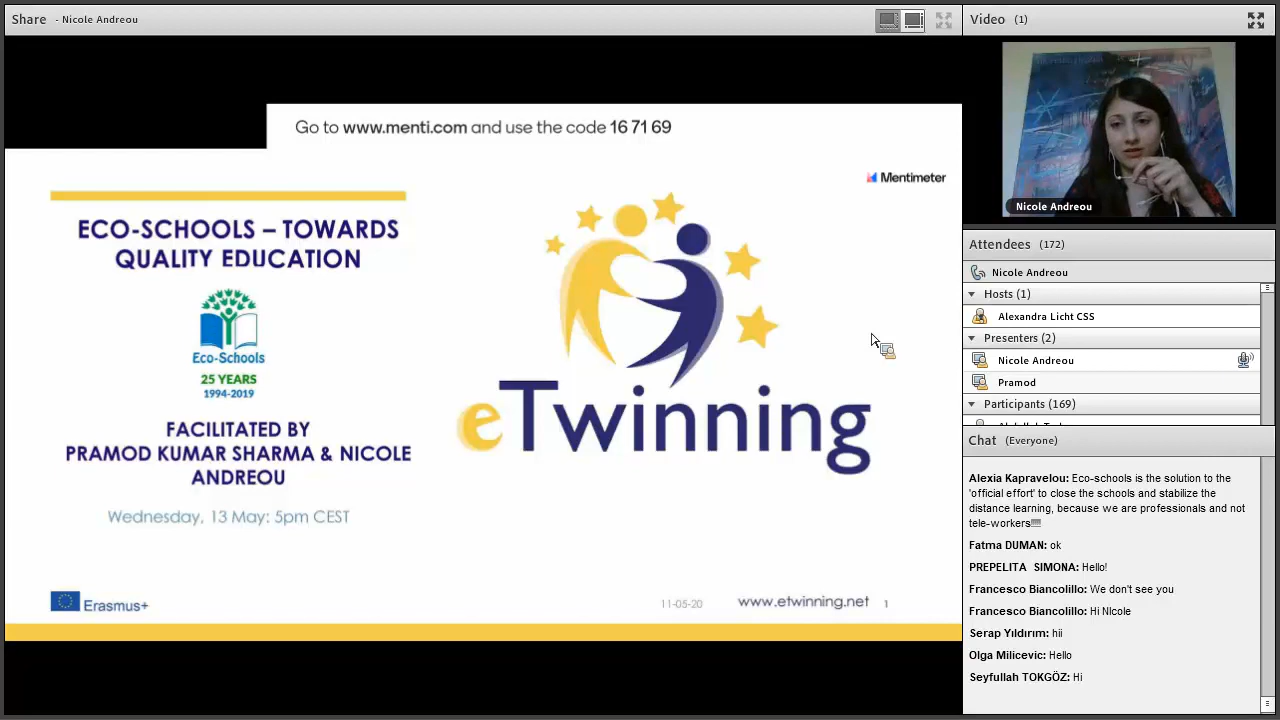 Share - Nicole Andreou
Go to www.menti.com and use the code 16 71 69
Mentimeter
ECO-SCHOOLS – TOWARDS
QUALITY EDUCATION
Eco-Schools
25 YEARS
1994-2019
FACILITATED BY
PRAMOD KUMAR SHARMA & NICOLE
ANDREOU
Wednesday, 13 May: 5pm CEST
eTwinning
Erasmus+
11-05-20
www.etwinning.net
1
Video (1)
Nicole Andreou
Attendees (172)
Nicole Andreou
Hosts (1)
Alexandra Licht CSS
Presenters (2)
Nicole Andreou
Pramod
Participants (169)
Chat (Everyone)
Alexia Kapravelou: Eco-schools is the solution to the
'official effort' to close the schools and stabilize the
distance learning, because we are professionals and not
tele-workers!!!!
Fatma DUMAN: ok
PREPELITA SIMONA: Hello!
Francesco Biancolillo: We don't see you
Francesco Biancolillo: Hi NIcole
Serap Yıldırım: hii
Olga Milicevic: Hello
Seyfullah TOKGÖZ: Hi